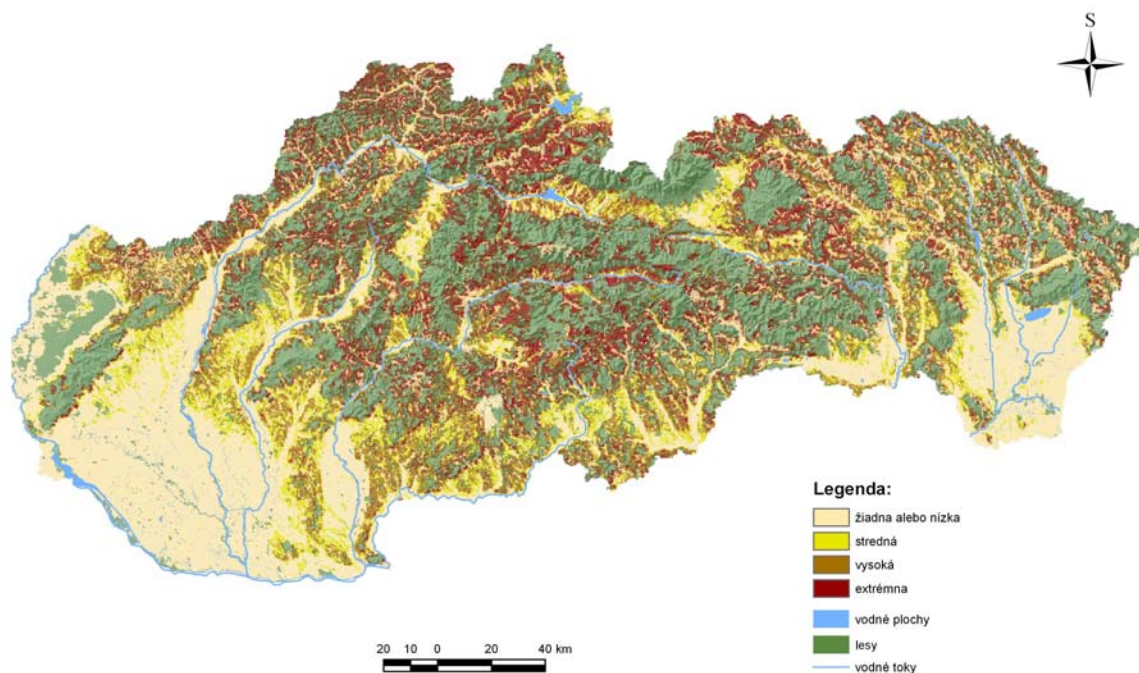 S
Legenda:
žiadna alebo nízka
stredná
vysoká
extrémna
vodné plochy
lesy
vodné toky
20 10 0 20 40 km